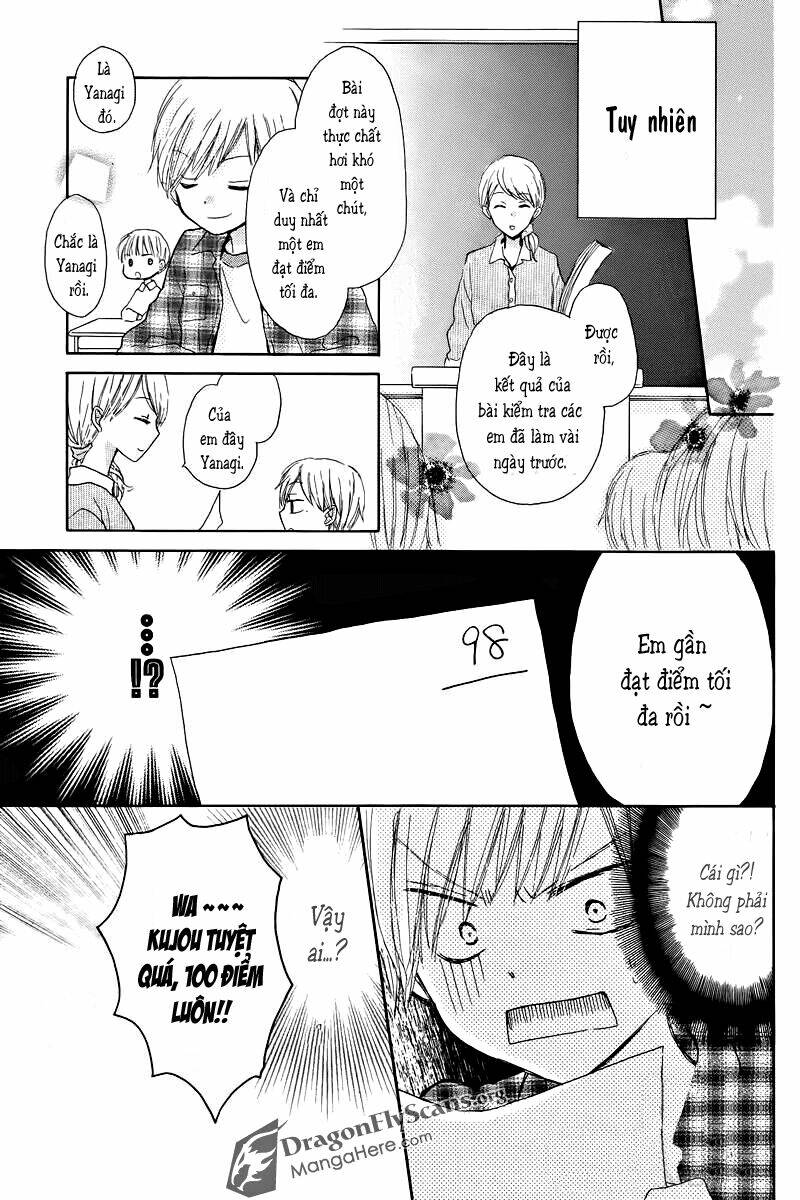 Tuy nhiên
Được
rồi,
Đây là
kết quả của
bài kiểm tra các
em đã làm vài
ngày trước.
Bài
đợt này
thực chất
hơi khó
một
chút,
Và chỉ
duy nhất
một em
đạt điểm
tối đa.
Là
Yanagi
đó.
Chắc là
Yanagi
rồi.
Của
em đây
Yanagi.
Em gần
đạt điểm tối
đa rồi ~
98
...!?
Cái gì?!
Không phải
mình sao?
Vậy
ai...?
WA ~~~
KUJOU TUYỆT
QUÁ, 100 ĐIỂM
LUÔN!!
DragonFlyScans.org
MangaHere.com